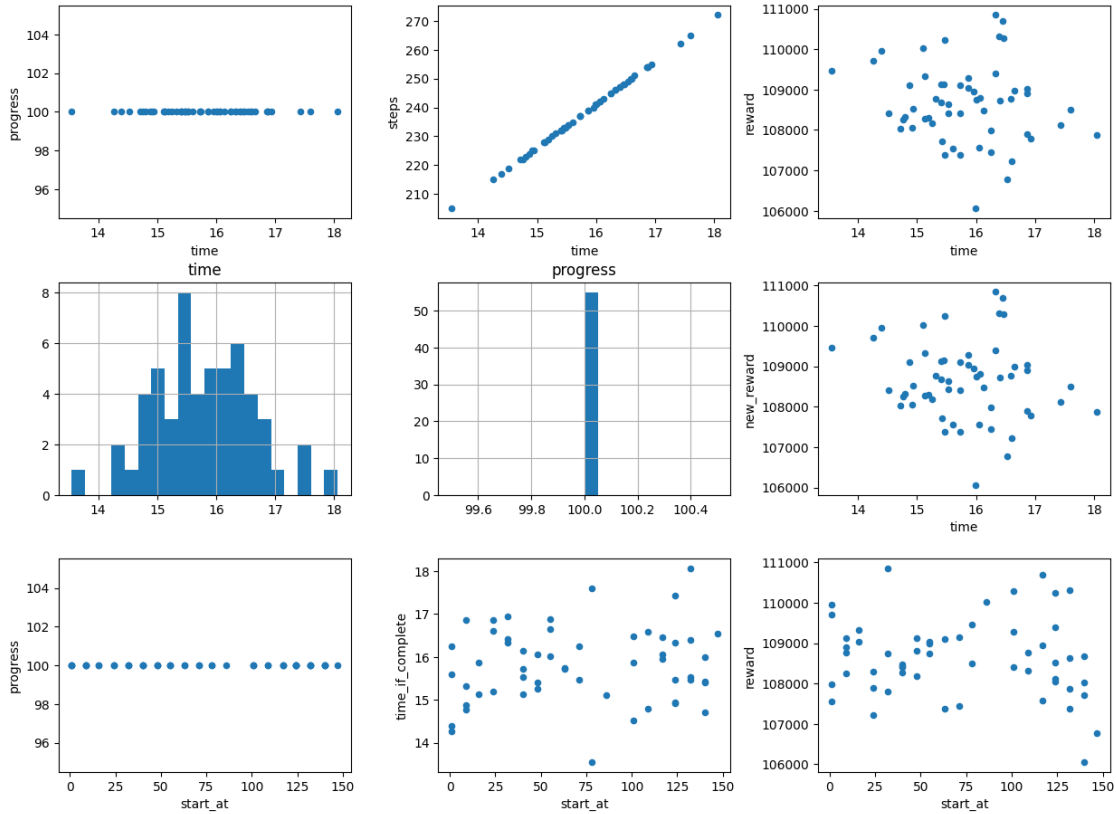 104
102
100
98
96
progress
14 15 16 17 18
time
270
260
250
240
230
220
210
steps
14 15 16 17 18
time
111000
110000
109000
108000
107000
106000
reward
14 15 16 17 18
time
time
8
6
4
2
0
14 15 16 17 18
progress
50
40
30
20
10
0
99.6 99.8 100.0 100.2 100.4
111000
110000
109000
108000
107000
106000
new_reward
14 15 16 17 18
time
104
102
100
98
96
progress
0 25 50 75 100 125 150
start_at
18
17
16
15
14
time_if_complete
0 25 50 75 100 125 150
start_at
111000
110000
109000
108000
107000
106000
reward
0 25 50 75 100 125 150
start_at